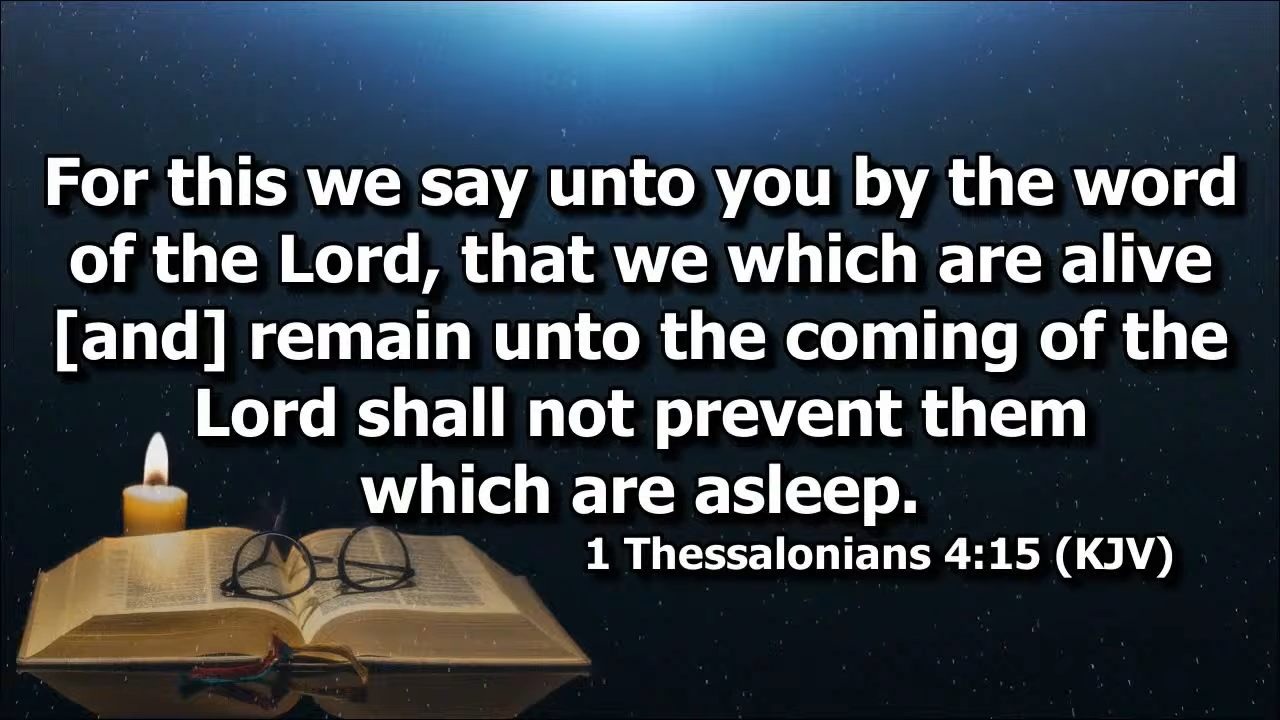 For this we say unto you by the word
of the Lord, that we which are alive
[and] remain unto the coming of the
Lord shall not prevent them
which are asleep.
1 Thessalonians 4:15 (KJV)